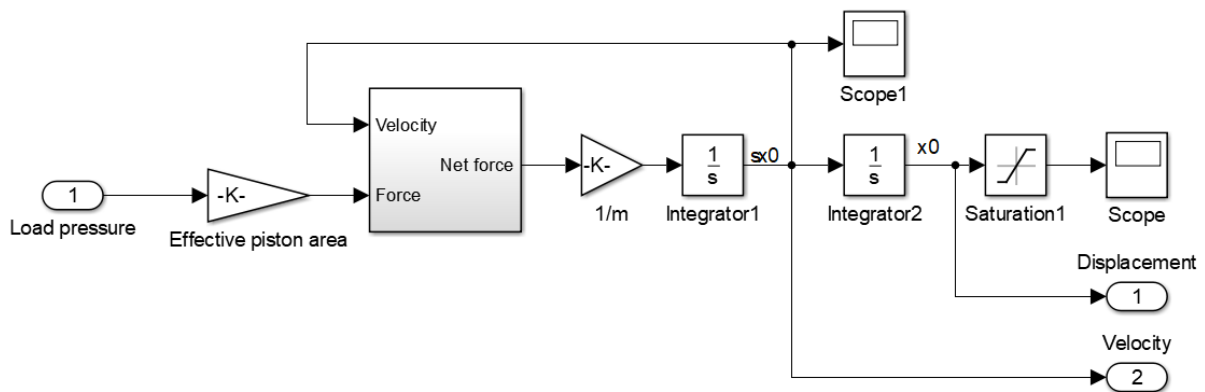 Scope1
Velocity
Net force
Force
1
Load pressure
-K-
Effective piston area
-K-
1/m
1
s
Integrator1
sx0
1
s
Integrator2
x0
Saturation1
Scope
Displacement
1
Velocity
2